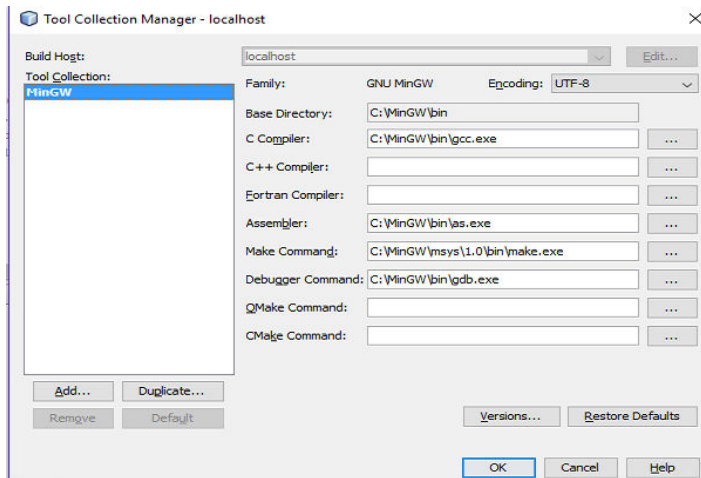 Tool Collection Manager - localhost
Build Host: localhost Edit...
Tool Collection:
MinGW
Family: GNU MinGW Encoding: UTF-8
Base Directory: C:\MinGW\bin
C Compiler: C:\MinGW\bin\gcc.exe ...
C++ Compiler: ...
Fortran Compiler: ...
Assembler: C:\MinGW\bin\as.exe ...
Make Command: C:\MinGW\msys\1.0\bin\make.exe ...
Debugger Command: C:\MinGW\bin\gdb.exe ...
QMake Command: ...
CMake Command: ...
Add... Duplicate...
Remove Default
Versions... Restore Defaults
OK Cancel Help